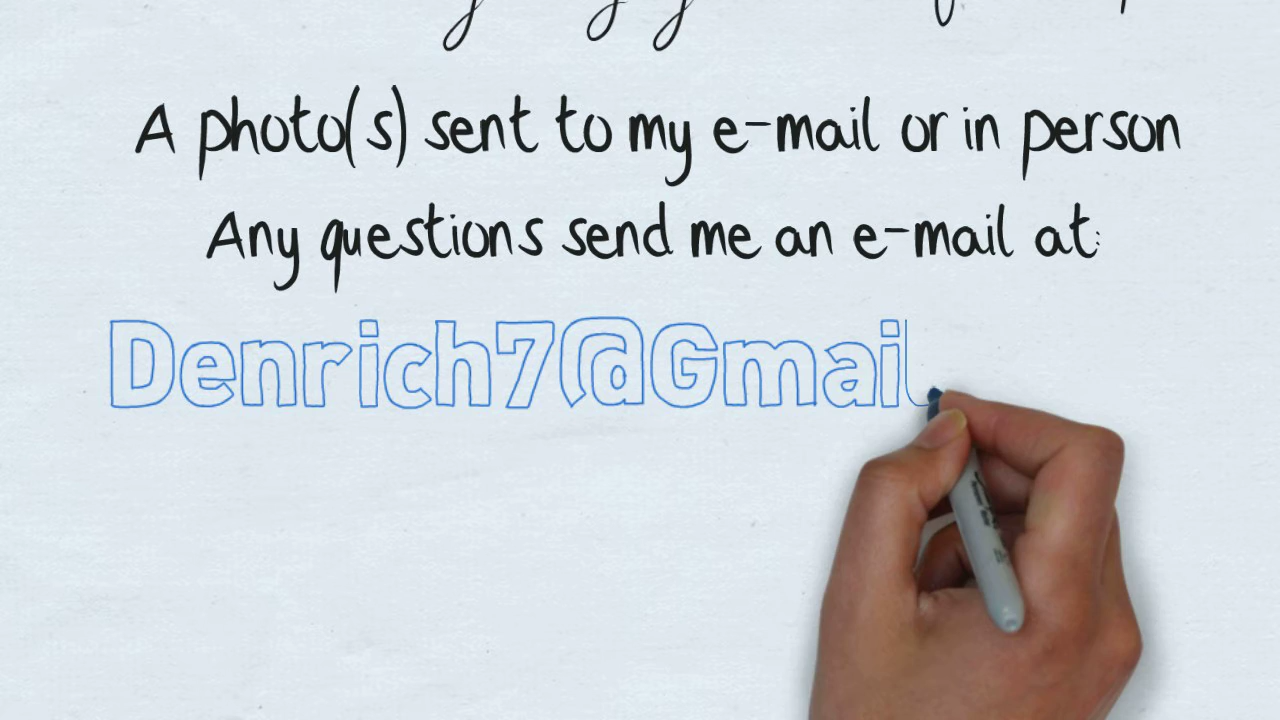 A photo(s) sent to my e-mail or in person
Any questions send me an e-mail at:
Denrich7@Gmail